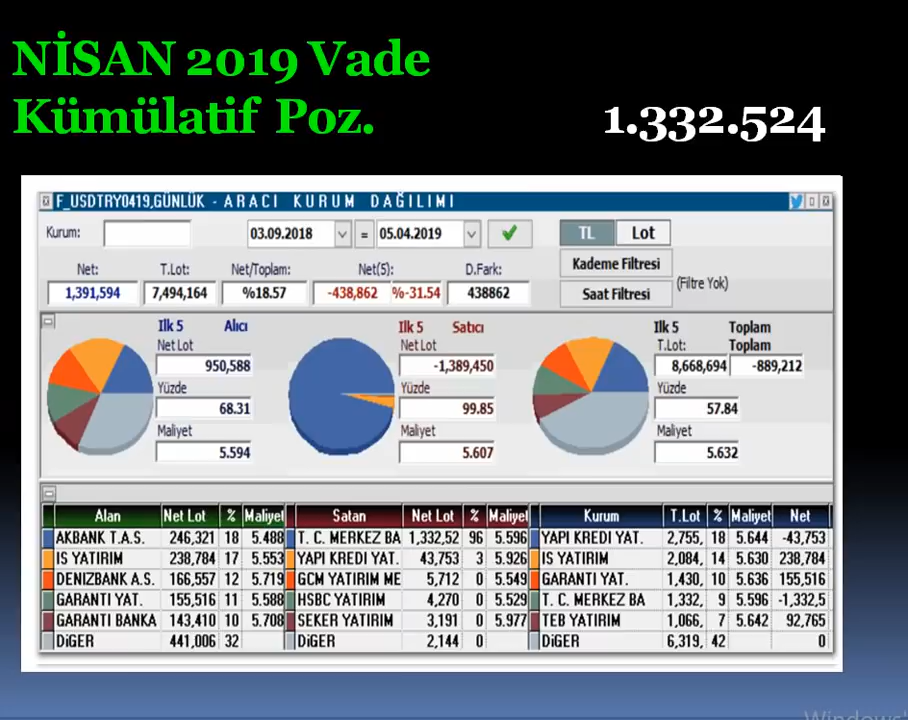 NİSAN 2019 Vade
Kümülatif Poz. 1.332.524
F_USDTRY0419,GÜNLÜK - ARACI KURUM DAĞILIMI
Kurum: 03.09.2018 = 05.04.2019 TL Lot
Kademe Filtresi
Net: T.Lot: Net/Toplam: Net(5): D.Fark: (Filtre Yok)
1,391,594 7,494,164 %18.57 -438,862 %-31.54 438862 Saat Filtresi
Ilk 5 Alıcı Ilk 5 Satıcı Ilk 5 Toplam
Net Lot Net Lot T.Lot: Toplam
950,588 -1,389,450 8,668,694 -889,212
Yüzde Yüzde Yüzde
68.31 99.85 57.84
Maliyet Maliyet Maliyet
5.594 5.607 5.632
Alan Net Lot % Maliyet Satan Net Lot % Maliyet Kurum T.Lot % Maliyet Net
AKBANK T.A.S. 246,321 18 5.488 T. C. MERKEZ BA 1,332,52 96 5.596 YAPI KREDI YAT. 2,755, 18 5.644 -43,753
IS YATIRIM 238,784 17 5.553 YAPI KREDI YAT. 43,753 3 5.926 IS YATIRIM 2,084, 14 5.630 238,784
DENIZBANK A.S. 166,557 12 5.719 GCM YATIRIM ME 5,712 0 5.549 GARANTI YAT. 1,430, 10 5.636 155,516
GARANTI YAT. 155,516 11 5.588 HSBC YATIRIM 4,270 0 5.529 T. C. MERKEZ BA 1,332, 9 5.596 -1,332,5
GARANTI BANKA 143,410 10 5.708 SEKER YATIRIM 3,191 0 5.977 TEB YATIRIM 1,066, 7 5.642 92,765
DiGER 441,006 32 DiGER 2,144 0 DiGER 6,319, 42 0